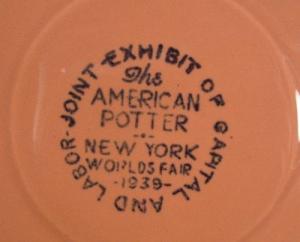 JOINT EXHIBIT OF CAPITAL AND LABOR
The
AMERICAN
POTTER
NEW YORK
WORLDS FAIR
-1939-